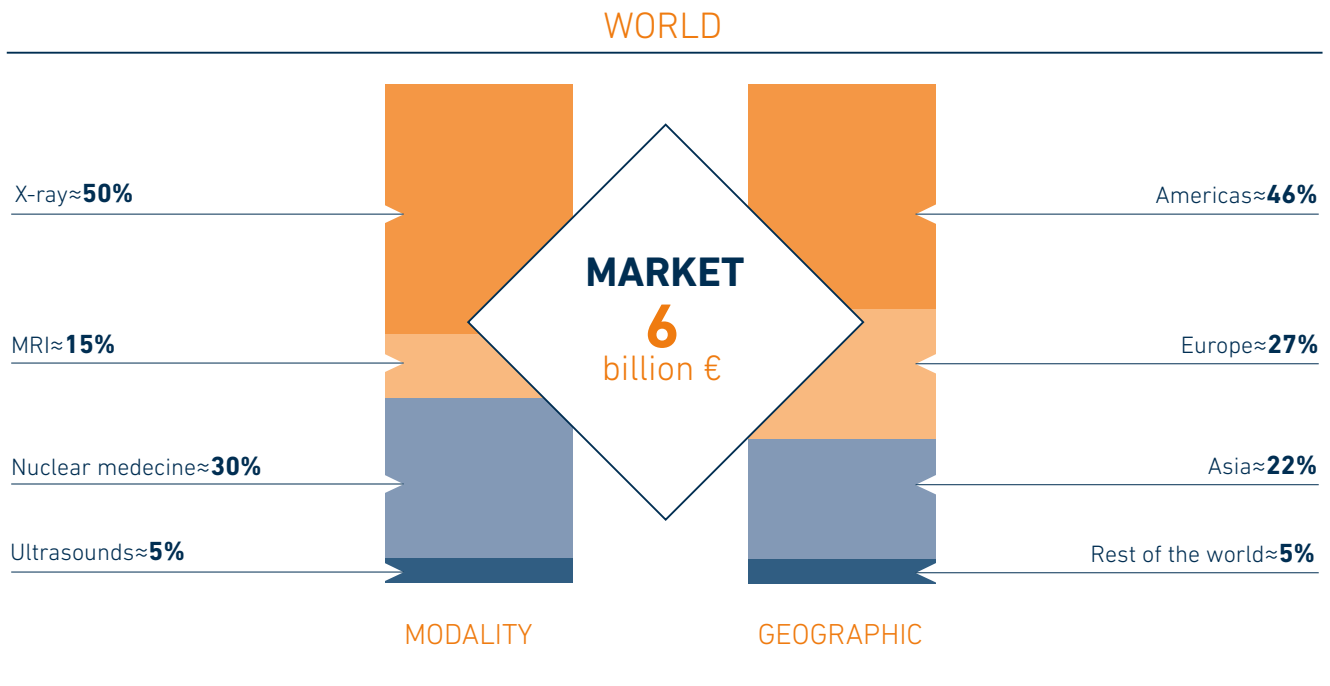 WORLD
X-ray≈50%
MRI≈15%
Nuclear medecine≈30%
Ultrasounds≈5%
MODALITY
MARKET
6
billion €
Americas≈46%
Europe≈27%
Asia≈22%
Rest of the world≈5%
GEOGRAPHIC